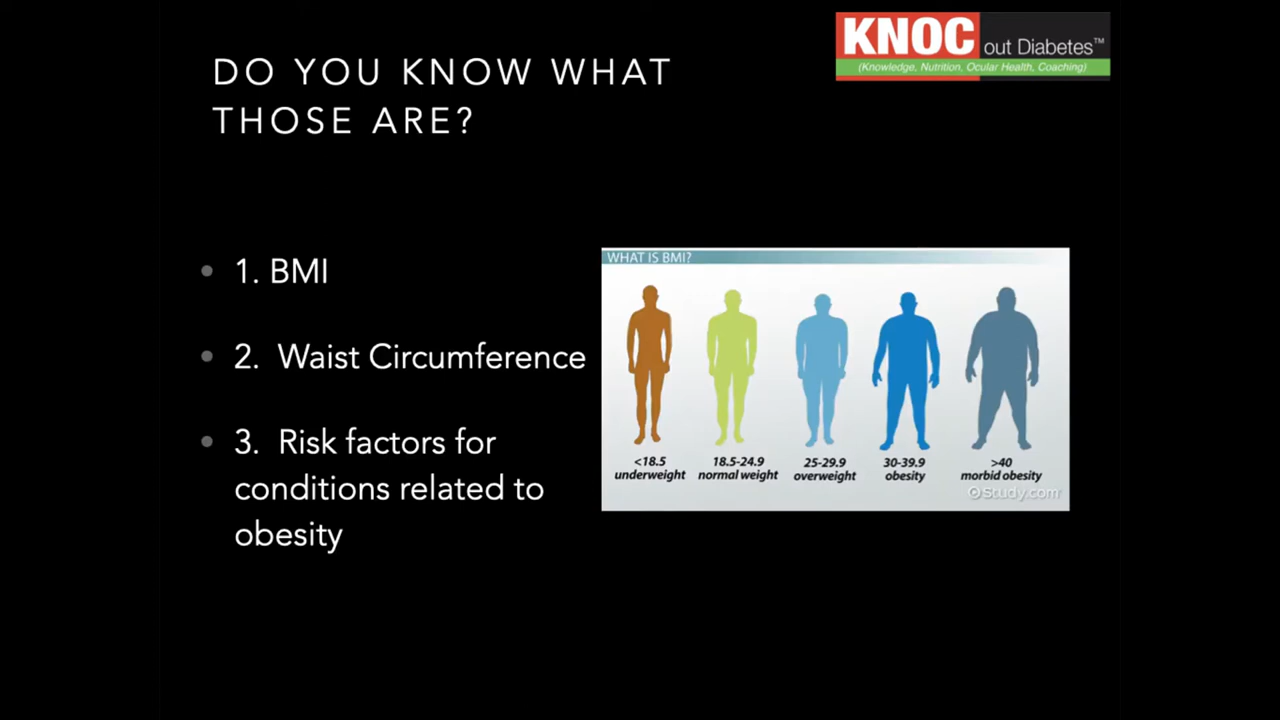 KNOC out Diabetes™
(Knowledge, Nutrition, Ocular Health, Coaching)
DO YOU KNOW WHAT
THOSE ARE?
• 1. BMI
• 2. Waist Circumference
• 3. Risk factors for
conditions related to
obesity
WHAT IS BMI?
<18.5
underweight
18.5-24.9
normal weight
25-29.9
overweight
30-39.9
obesity
>40
morbid obesity
Study.com